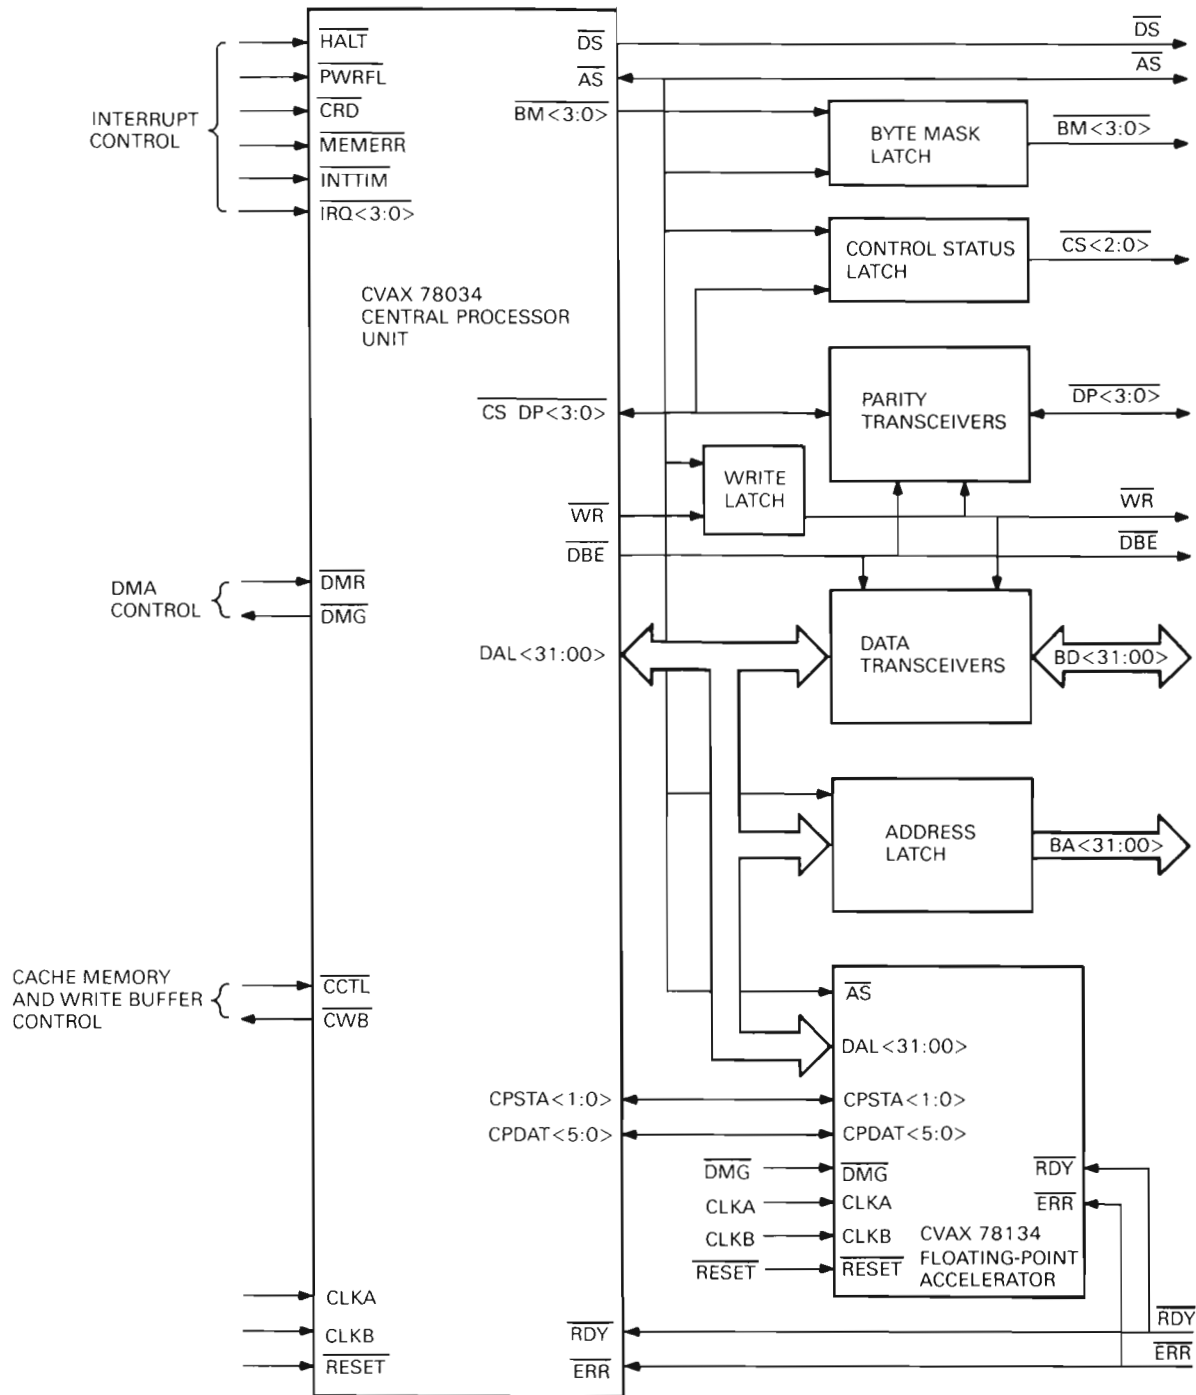 INTERRUPT
CONTROL
HALT
PWRFL
CRD
MEMERR
INTTIM
IRQ<3:0>
CVAX 78034
CENTRAL PROCESSOR
UNIT
DMA
CONTROL
DMR
DMG
CACHE MEMORY
AND WRITE BUFFER
CONTROL
CCTL
CWB
CLKA
CLKB
RESET
DS
AS
BM<3:0>
CS DP<3:0>
WR
DBE
DAL<31:00>
CPSTA<1:0>
CPDAT<5:0>
RDY
ERR
DS
AS
BYTE MASK
LATCH
BM<3:0>
CONTROL STATUS
LATCH
CS<2:0>
PARITY
TRANSCEIVERS
DP<3:0>
WRITE
LATCH
WR
DBE
DATA
TRANSCEIVERS
BD<31:00>
ADDRESS
LATCH
BA<31:00>
AS
DAL<31:00>
CPSTA<1:0>
CPDAT<5:0>
DMG
DMG
CLKA
CLKA
CLKB
CLKB
RESET
RESET
RDY
ERR
CVAX 78134
FLOATING-POINT
ACCELERATOR
RDY
ERR